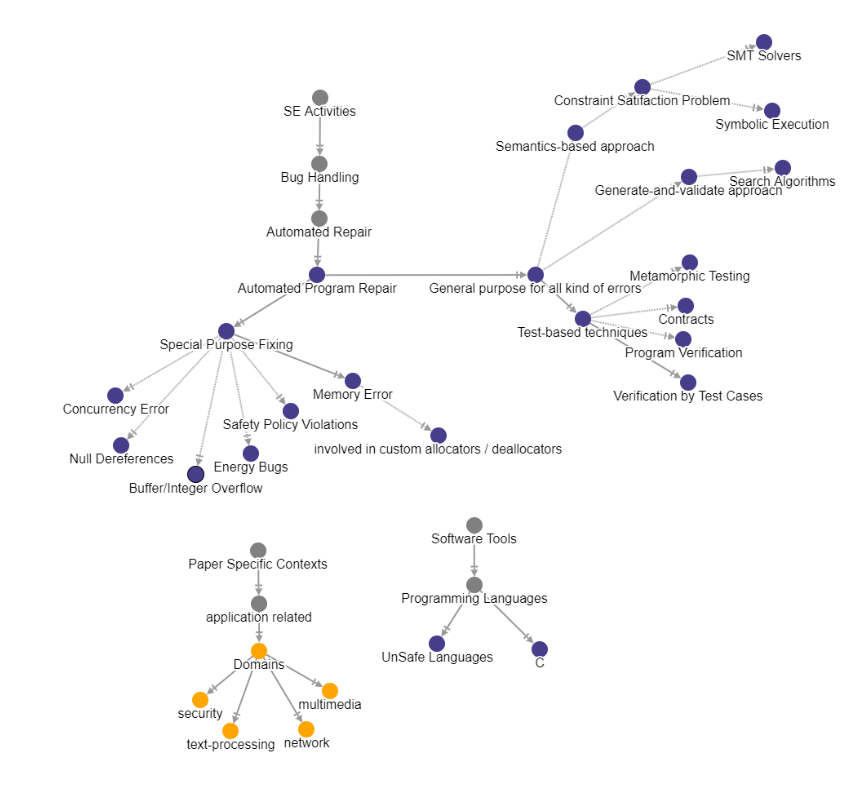 SMT Solvers
Constraint Satifaction Problem
SE Activities
Symbolic Execution
Semantics-based approach
Bug Handling
Search Algorithms
Generate-and-validate approach
Automated Repair
Metamorphic Testing
Automated Program Repair
General purpose for all kind of errors
Contracts
Test-based techniques
Special Purpose Fixing
Program Verification
Memory Error
Verification by Test Cases
Concurrency Error
Safety Policy Violations
involved in custom allocators / deallocators
Null Dereferences
Energy Bugs
Buffer/Integer Overflow
Software Tools
Paper Specific Contexts
Programming Languages
application related
UnSafe Languages
C
Domains
multimedia
security
text-processing
network